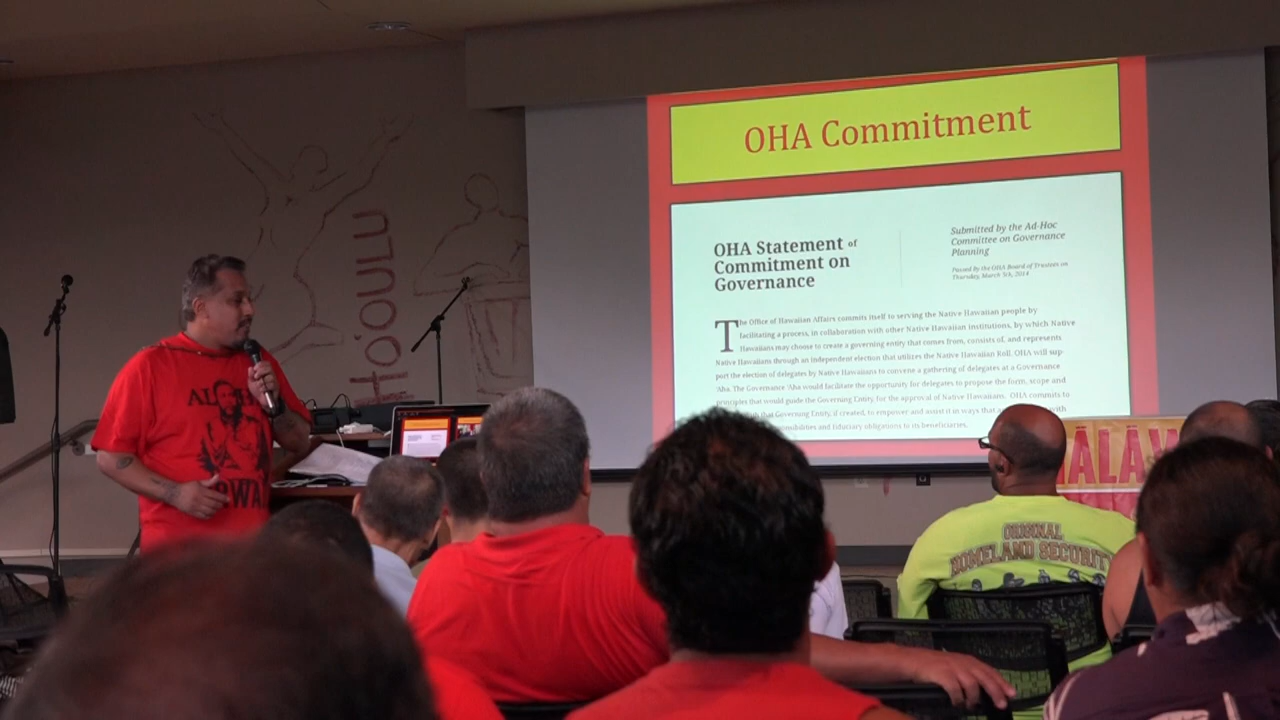 OHA Commitment
OHA Statement of
Commitment on
Governance
Submitted by the Ad-Hoc
Committee on Governance
Planning
Passed by the OHA Board of Trustees on
Thursday, March 9th, 2014
The Office of Hawaiian Affairs commits itself to serving the Native Hawaiian people by
facilitating a process, in collaboration with other Native Hawaiian institutions, by which Native
Hawaiians may choose to create a governing entity that comes from, consists of, and represents
Native Hawaiians through an independent election that utilizes the Native Hawaiian Roll. OHA will sup-
port the election of delegates by Native Hawaiians to convene a gathering of delegates at a Governance
'Aha. The Governance 'Aha would facilitate the opportunity for delegates to propose the form, scope and
principles that would guide the Governing Entity, for the approval of Native Hawaiians. OHA commits to
that Governing Entity, if created, to empower and assist it in ways that with
and fiduciary obligations to its beneficiaries.
HO'OULU
AL
HAWA
ALA
ORIGINAL
HOMELAND SECURITY